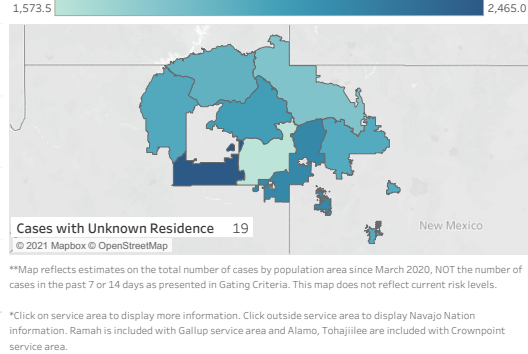 1,573.5 2,465.0
New Mexico
Cases with Unknown Residence 19
© 2021 Mapbox © OpenStreetMap
**Map reflects estimates on the total number of cases by population area since March 2020, NOT the number of
cases in the past 7 or 14 days as presented in Gating Criteria. This map does not reflect current risk levels.
*Click on service area to display more information. Click outside service area to display Navajo Nation
information. Ramah is included with Gallup service area and Alamo, Tohajiilee are included with Crownpoint
service area.